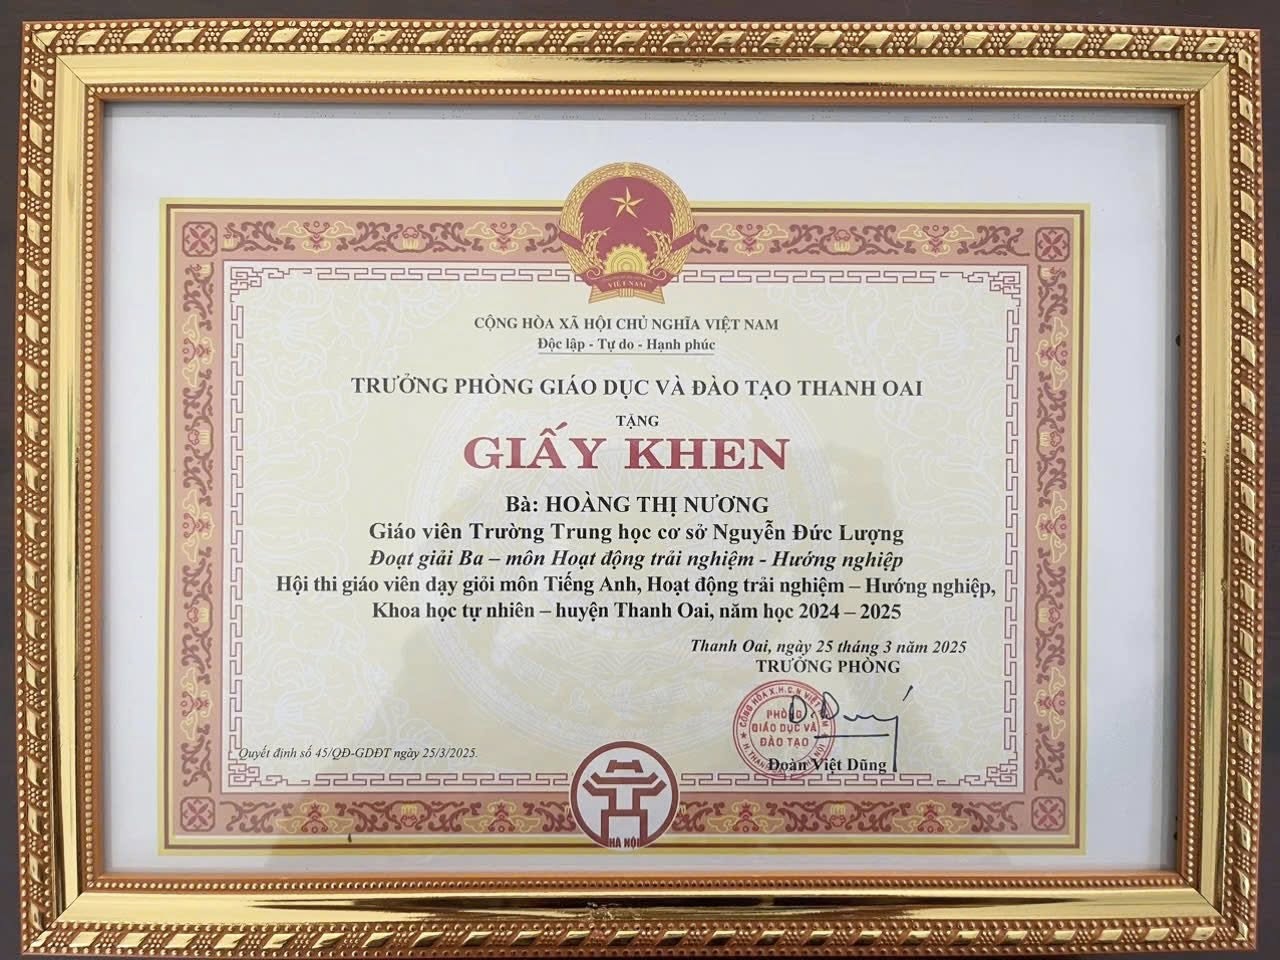 VIỆT NAM
CỘNG HÒA XÃ HỘI CHỦ NGHĨA VIỆT NAM
Độc lập - Tự do - Hạnh phúc
TRƯỞNG PHÒNG GIÁO DỤC VÀ ĐÀO TẠO THANH OAI
TẶNG
GIẤY KHEN
Bà: HOÀNG THỊ NƯƠNG
Giáo viên Trường Trung học cơ sở Nguyễn Đức Lượng
Đoạt giải Ba – môn Hoạt động trải nghiệm - Hướng nghiệp
Hội thi giáo viên dạy giỏi môn Tiếng Anh, Hoạt động trải nghiệm – Hướng nghiệp,
Khoa học tự nhiên – huyện Thanh Oai, năm học 2024 – 2025
Thanh Oai, ngày 25 tháng 3 năm 2025
TRƯỞNG PHÒNG
CỘNG HÒA X.H.C.N VIỆT NAM
PHÒNG
GIÁO DỤC VÀ
ĐÀO TẠO
Đoàn Việt Dũng
Quyết định số 45/QĐ-GDĐT ngày 25/3/2025.
HÀ NỘI